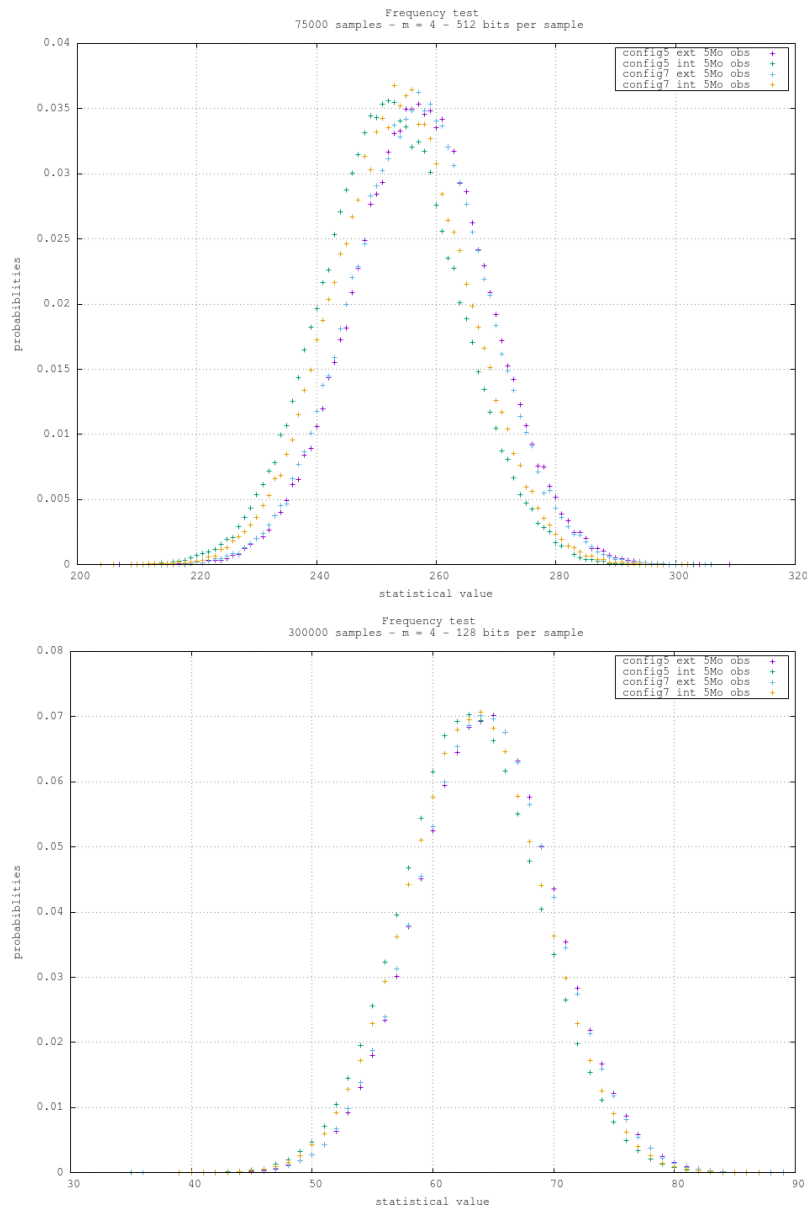 Frequency test
75000 samples - m = 4 - 512 bits per sample
0.04
config5 ext 5Mo obs
config5 int 5Mo obs
config7 ext 5Mo obs
config7 int 5Mo obs
0.035
0.03
0.025
0.02
0.015
0.01
0.005
0
probabiblities
200 220 240 260 280 300 320
statistical value
Frequency test
300000 samples - m = 4 - 128 bits per sample
0.08
config5 ext 5Mo obs
config5 int 5Mo obs
config7 ext 5Mo obs
config7 int 5Mo obs
0.07
0.06
0.05
0.04
0.03
0.02
0.01
0
probabiblities
30 40 50 60 70 80 90
statistical value